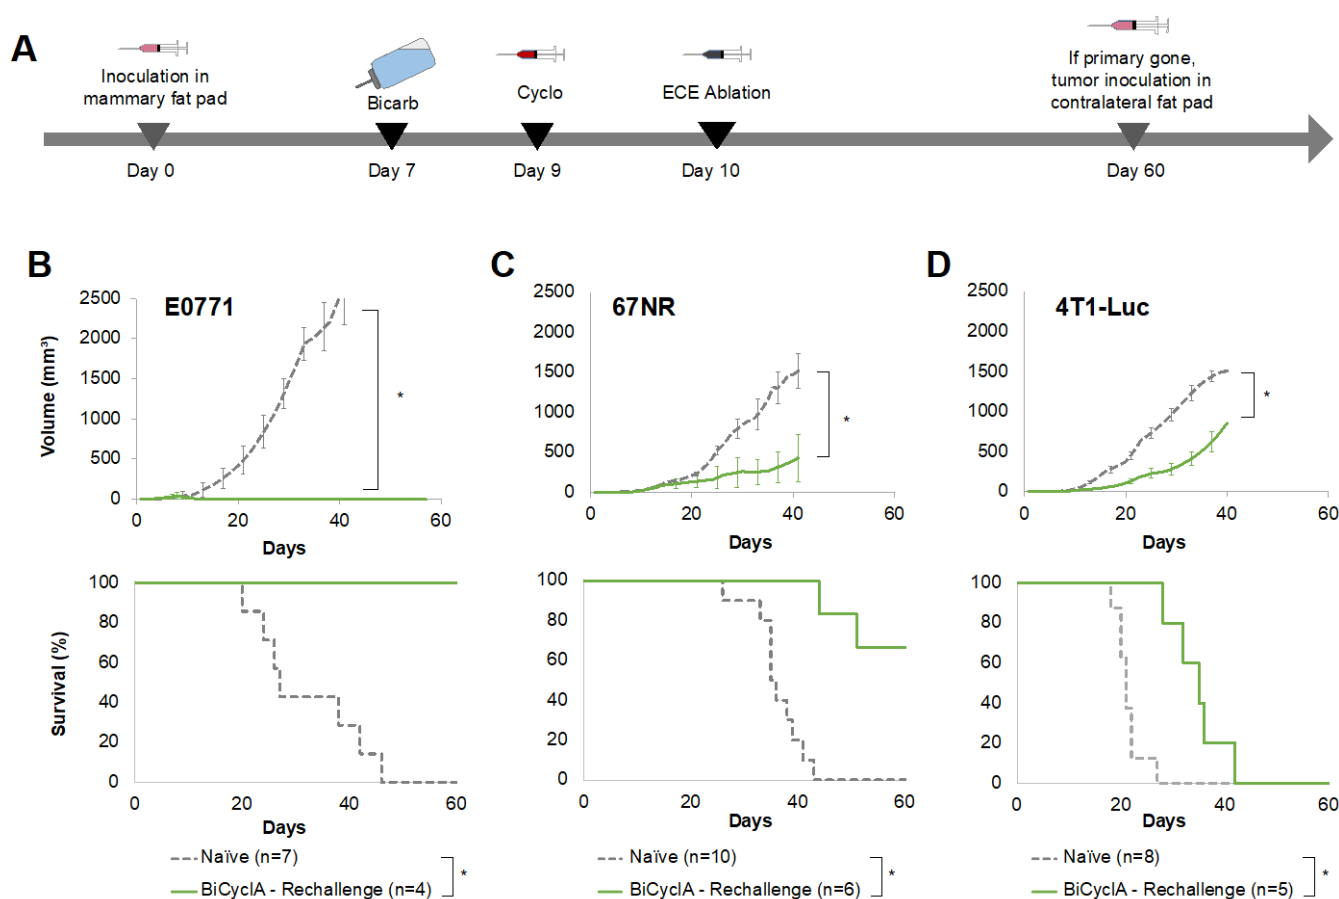 A
Inoculation in
mammary fat pad
Bicarb
Cyclo
ECE Ablation
If primary gone,
tumor inoculation in
contralateral fat pad
Day 0
Day 7
Day 9
Day 10
Day 60
B
E0771
Volume (mm³)
2500
2000
1500
1000
500
0
*
0 20 40 60
Days
C
67NR
2500
2000
1500
1000
500
0
*
0 20 40 60
Days
D
4T1-Luc
2500
2000
1500
1000
500
0
*
0 20 40 60
Days
Survival (%)
100
80
60
40
20
0
0 20 40 60
Days
Naïve (n=7)
BiCyclA - Rechallenge (n=4)
*
100
80
60
40
20
0
0 20 40 60
Days
Naïve (n=10)
BiCyclA - Rechallenge (n=6)
*
100
80
60
40
20
0
0 20 40 60
Days
Naïve (n=8)
BiCyclA - Rechallenge (n=5)
*